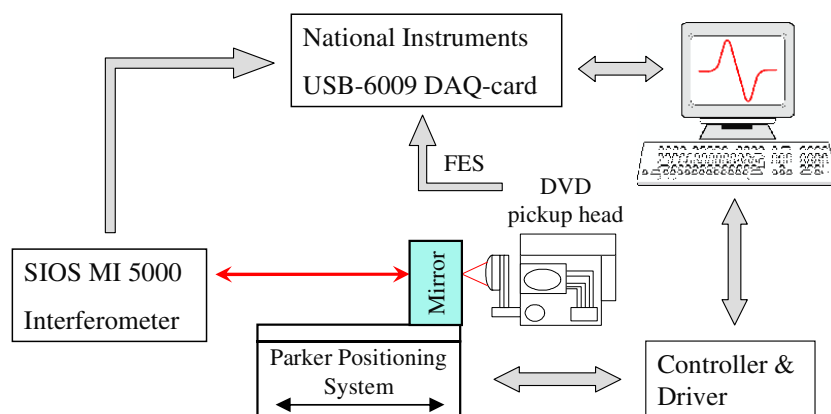 National Instruments
USB-6009 DAQ-card
FES
DVD
pickup head
SIOS MI 5000
Interferometer
Mirror
Parker Positioning
System
Controller &
Driver